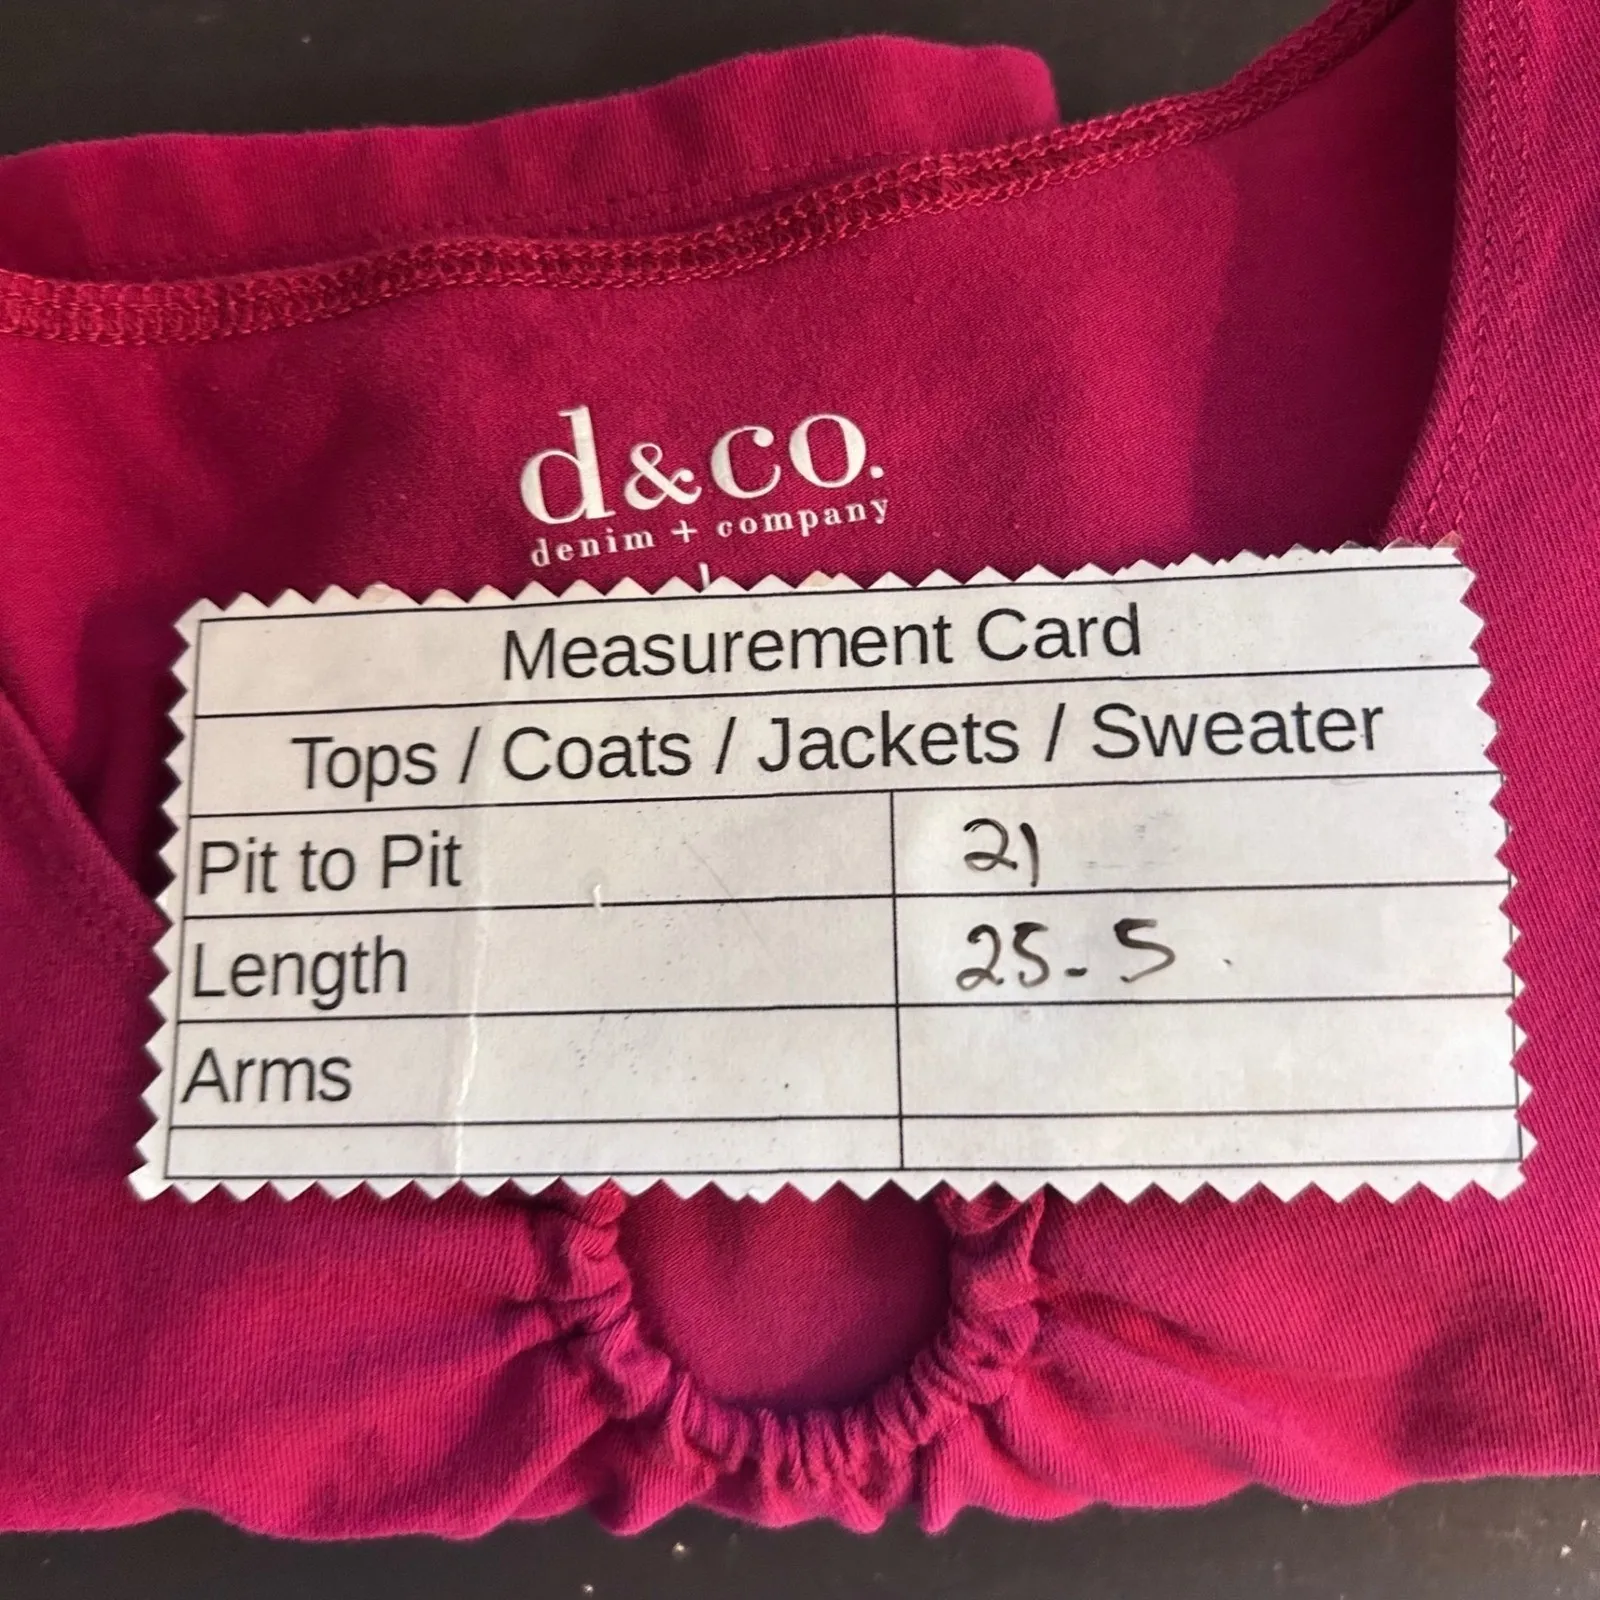 d&co.
denim + company
Measurement Card
Tops / Coats / Jackets / Sweater
Pit to Pit 21
Length 25.5
Arms